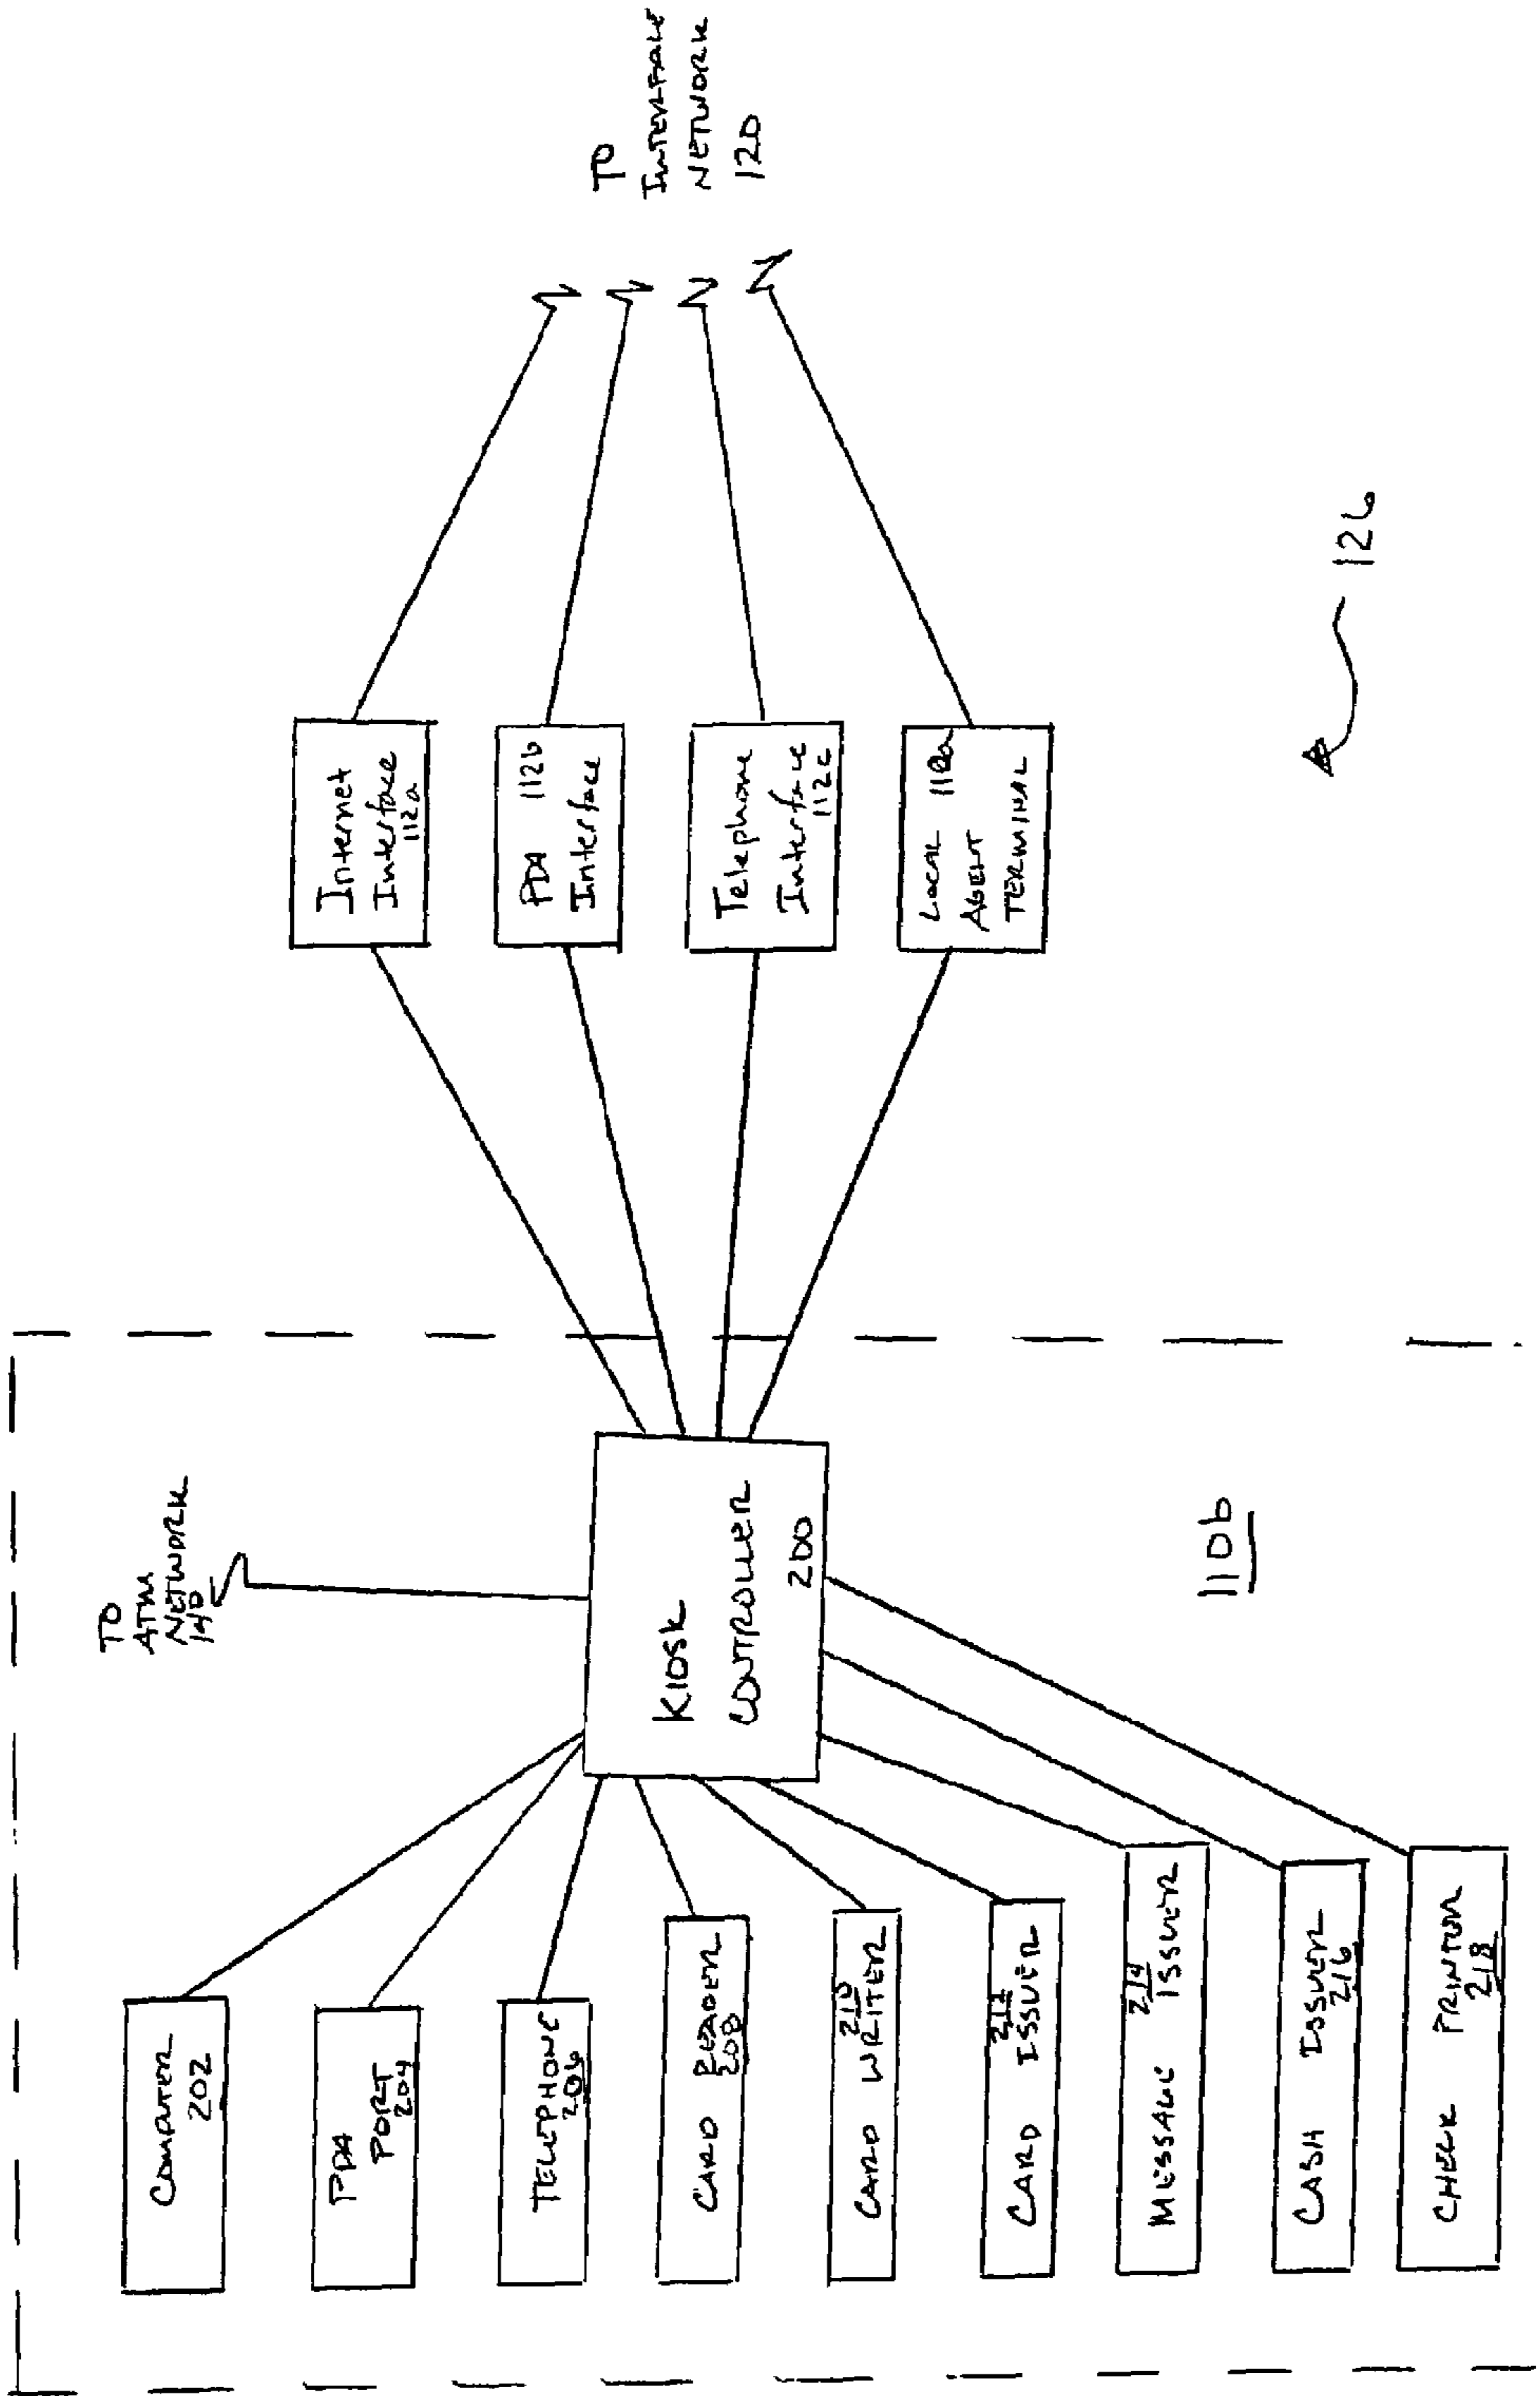 TO
ATM
NETWORK
140
COMPUTER
202
PDA
PORT
204
TELEPHONE
206
CARD READER
208
210
CARD WRITER
212
CARD ISSUER
214
MESSAGE ISSUER
CASH ISSUER
216
CHECK PRINTER
218
KIOSK
CONTROLLER
200
110b
Internet
Interface
112a
PDA 112b
Interface
Telephone
Interface
112c
LOCAL 110a
AGENT
TERMINAL
TO
INTERFACE
NETWORK
120
126